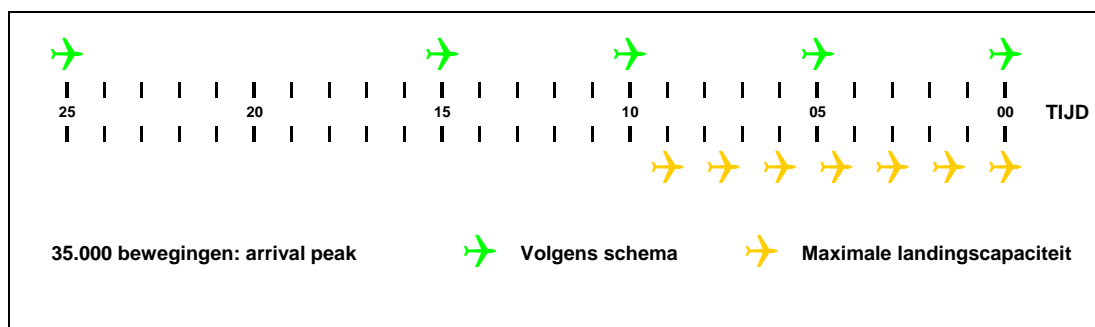 25 20 15 10 05 00 TIJD
35.000 bewegingen: arrival peak Volgens schema Maximale landingscapaciteit